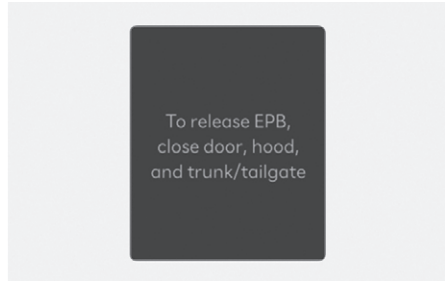 To release EPB,
close door, hood,
and trunk/tailgate